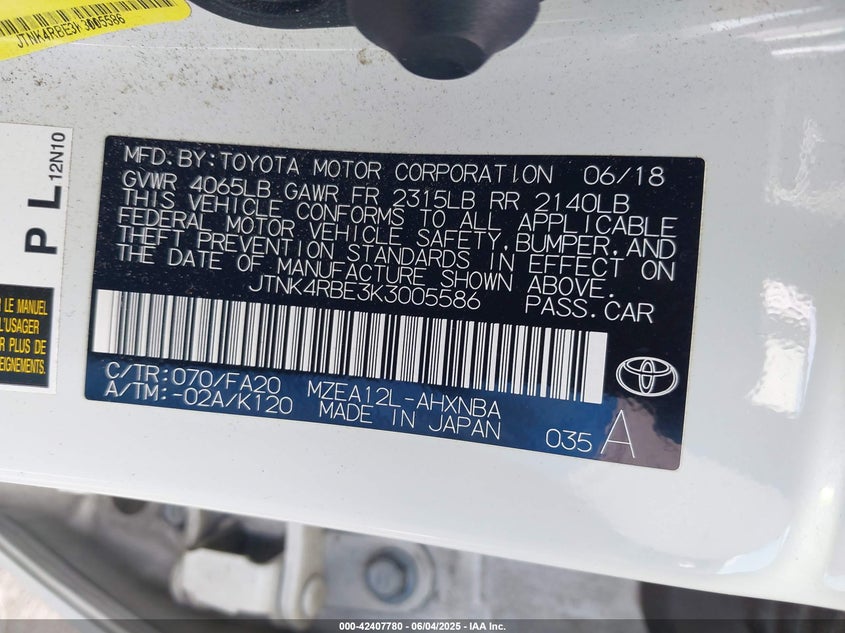 JTNK4RBE3K3005586
P L 12N10
LE MANUEL
L'USAGER
R PLUS DE
EIGNEMENTS.
MFD.BY:TOYOTA MOTOR CORPORATION 06/18
GVWR 4065LB GAWR FR 2315LB RR 2140LB
THIS VEHICLE CONFORMS TO ALL APPLICABLE
FEDERAL MOTOR VEHICLE SAFETY,BUMPER,AND
THEFT PREVENTION STANDARDS IN EFFECT ON
THE DATE OF MANUFACTURE SHOWN ABOVE.
JTNK4RBE3K3005586 PASS.CAR
C/TR:070/FA20 MZEA12L-AHXNBA
A/TM:-02A/K120 MADE IN JAPAN 035 A
000-42407780 - 06/04/2025 - IAA Inc.